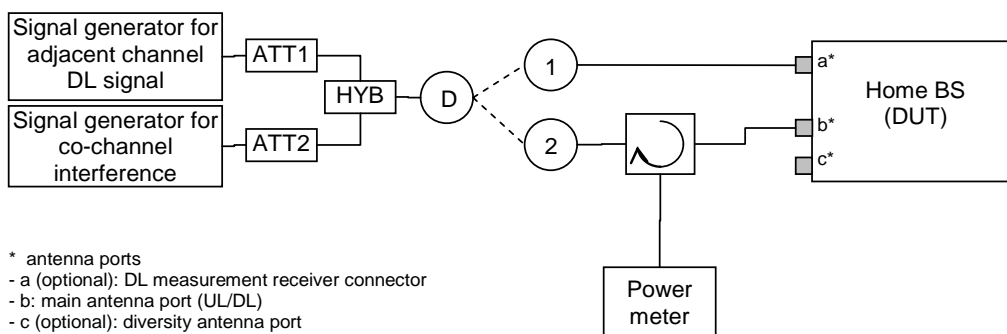 Signal generator for
adjacent channel
DL signal
ATT1
HYB
Signal generator for
co-channel
interference
ATT2
D
1
2
a*
b*
c*
Home BS
(DUT)
Power
meter
* antenna ports
- a (optional): DL measurement receiver connector
- b: main antenna port (UL/DL)
- c (optional): diversity antenna port